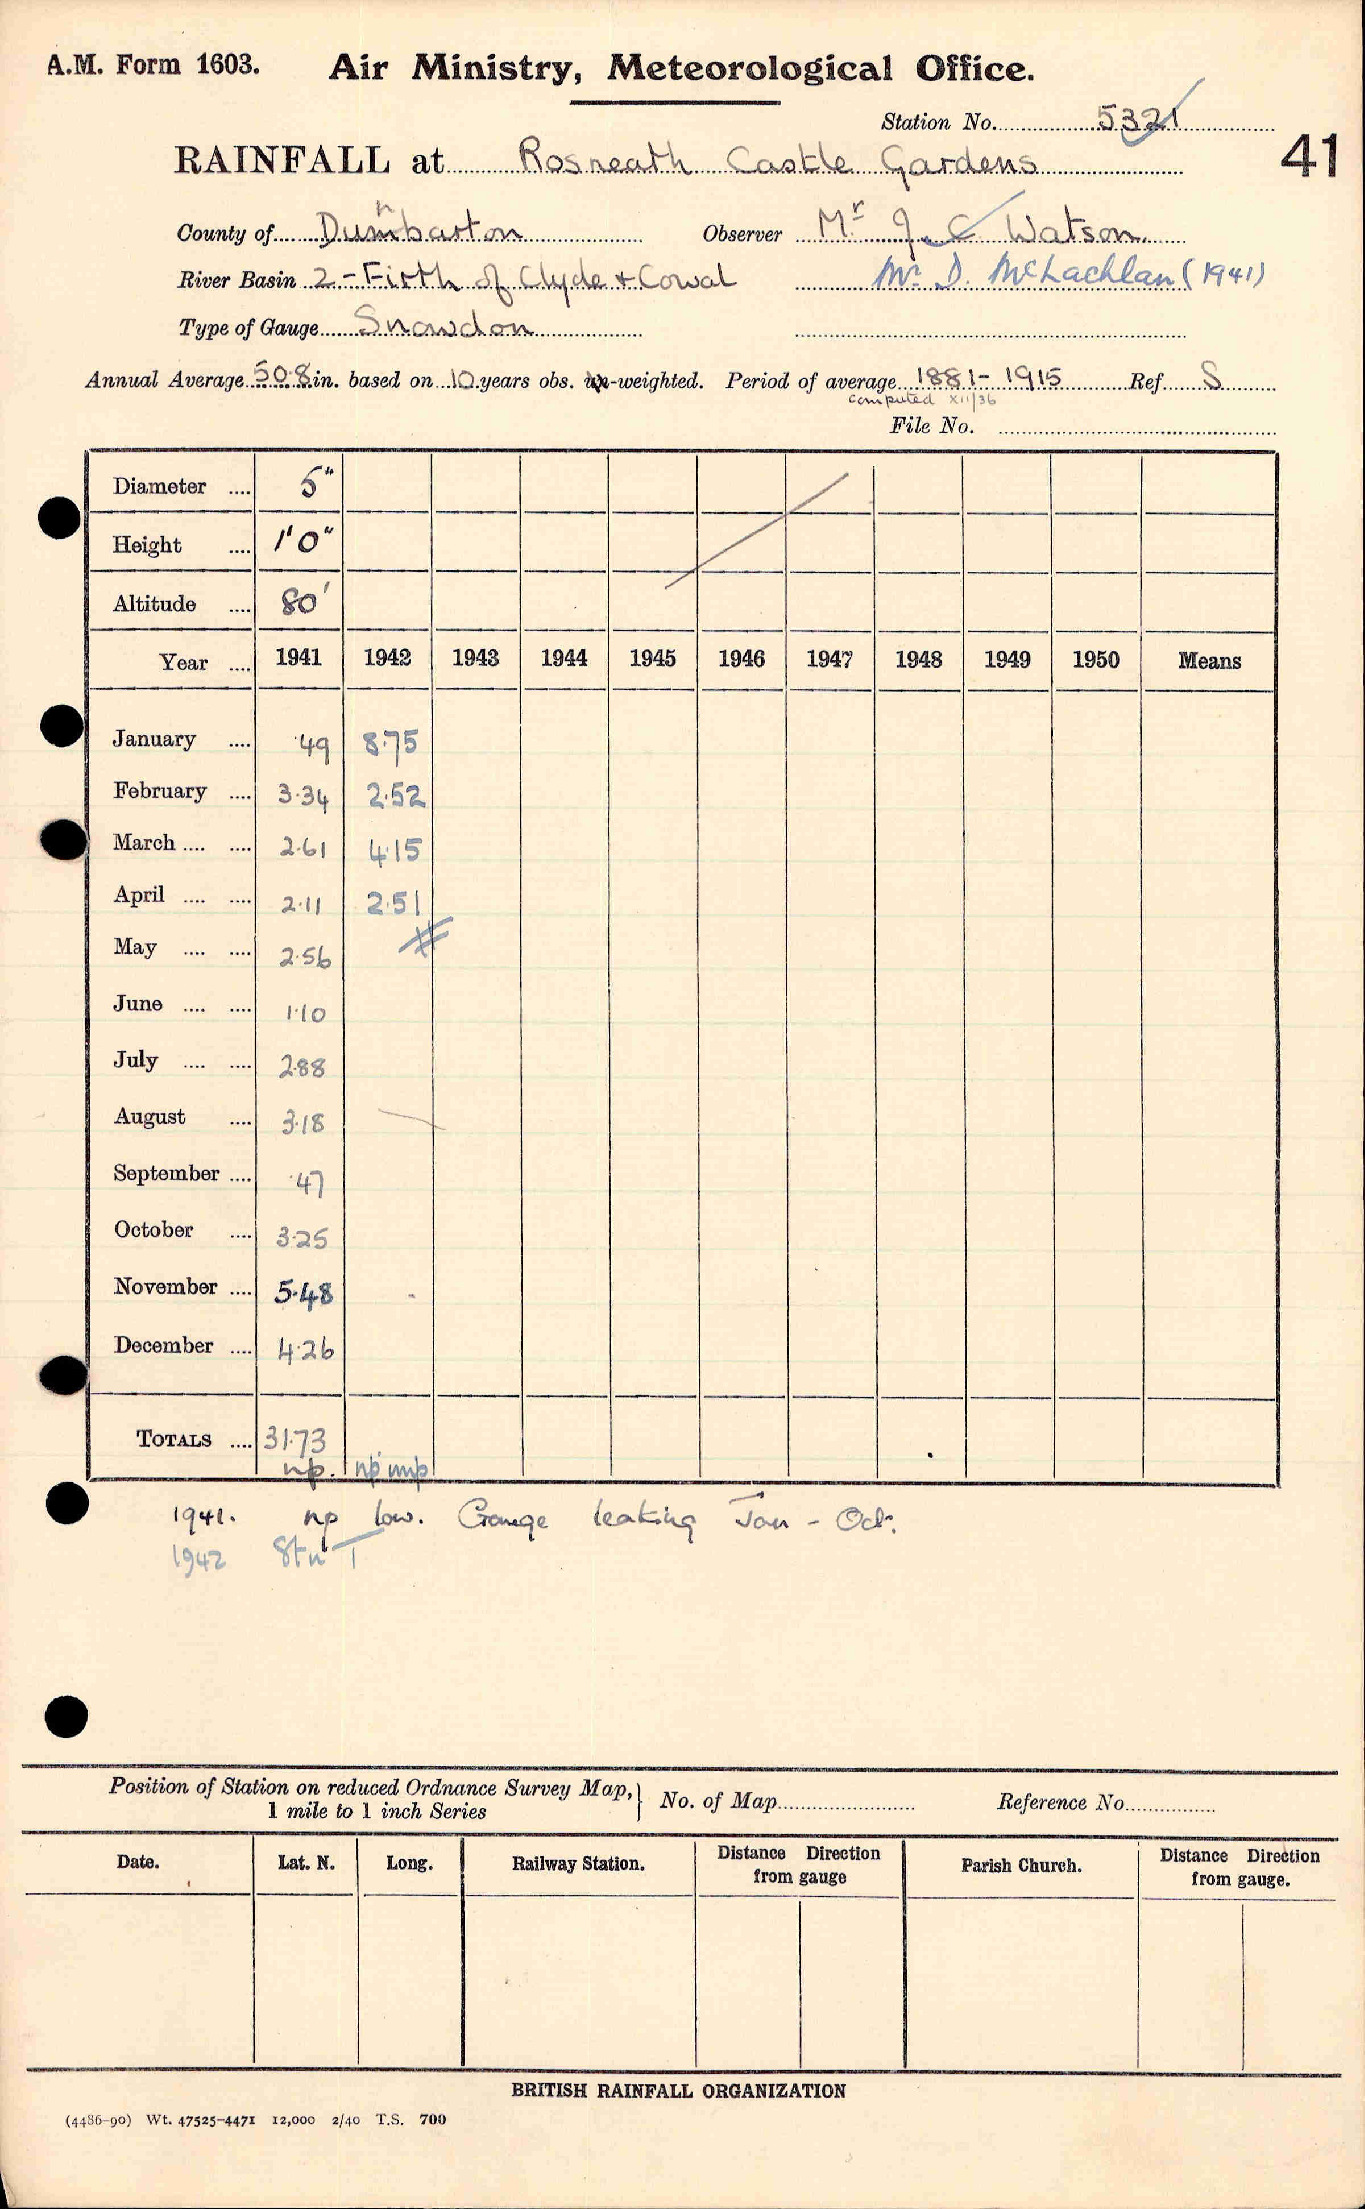 A.M. Form 1603. Air Ministry, Meteorological Office.
Station No. 5321
41
RAINFALL at Rosneath Castle Gardens
County of Dumbarton Observer Mr J. C Watson.
n
River Basin 2 - Firth of Clyde + Cowal Mr. D. McLachlan (1941)
Type of Gauge Snowdon
Annual Average 50.8 in. based on 10 years obs. un-weighted. Period of average 1881 - 1915 Ref S
computed XII/36
File No.
Diameter .... 5"
Height .... 1'0"
Altitude .... 80'
Year .... 1941 1942 1943 1944 1945 1946 1947 1948 1949 1950 Means
January .... .49 8.75
February .... 3.34 2.52
March .... .... 2.61 4.15
April .... .... 2.11 2.51
May .... .... 2.56
June .... .... 1.10
July .... .... 2.88
August .... 3.18
September .... .47
October .... 3.25
November .... 5.48
December .... 4.26
TOTALS .... 31.73
np. np imp
1941. np low. Gauge leaking Jan - Oct.
1942 Stn T
Position of Station on reduced Ordnance Survey Map,
1 mile to 1 inch Series } No. of Map Reference No
Date. Lat. N. Long. Railway Station. Distance Direction from gauge Parish Church. Distance Direction from gauge.
BRITISH RAINFALL ORGANIZATION
(4486-90) Wt. 47525-4471 12,000 2/40 T.S. 700